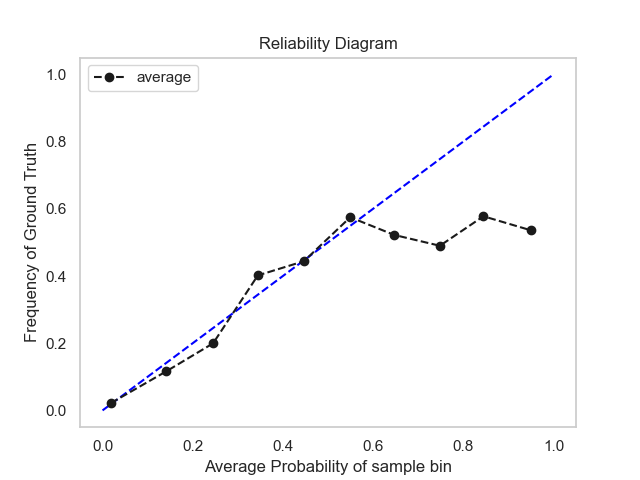 Reliability Diagram
average
Frequency of Ground Truth
1.0
0.8
0.6
0.4
0.2
0.0
0.0 0.2 0.4 0.6 0.8 1.0
Average Probability of sample bin